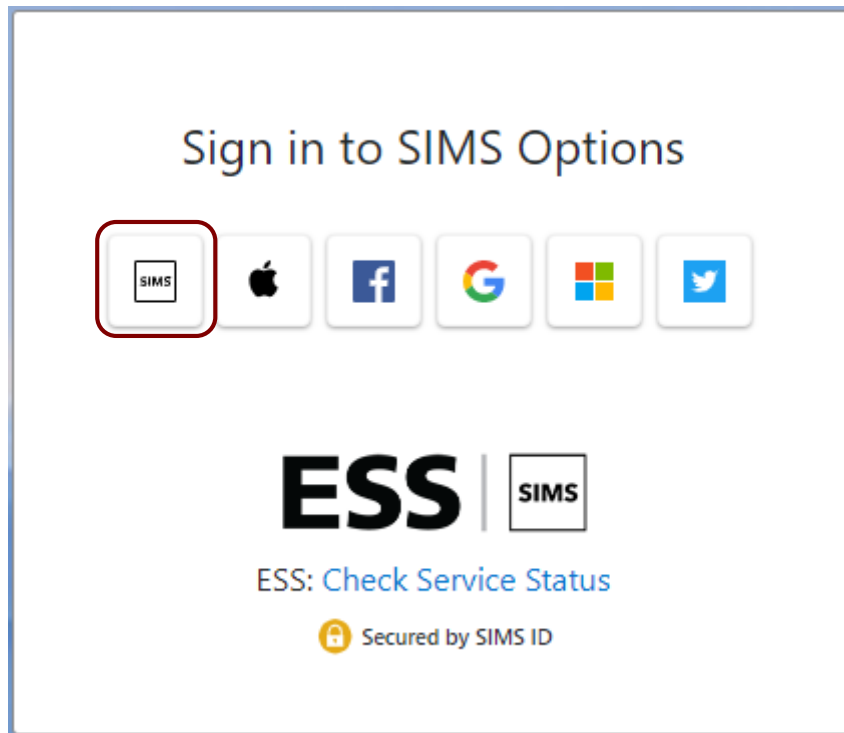 Sign in to SIMS Options
SIMS
ESS | SIMS
ESS: Check Service Status
Secured by SIMS ID